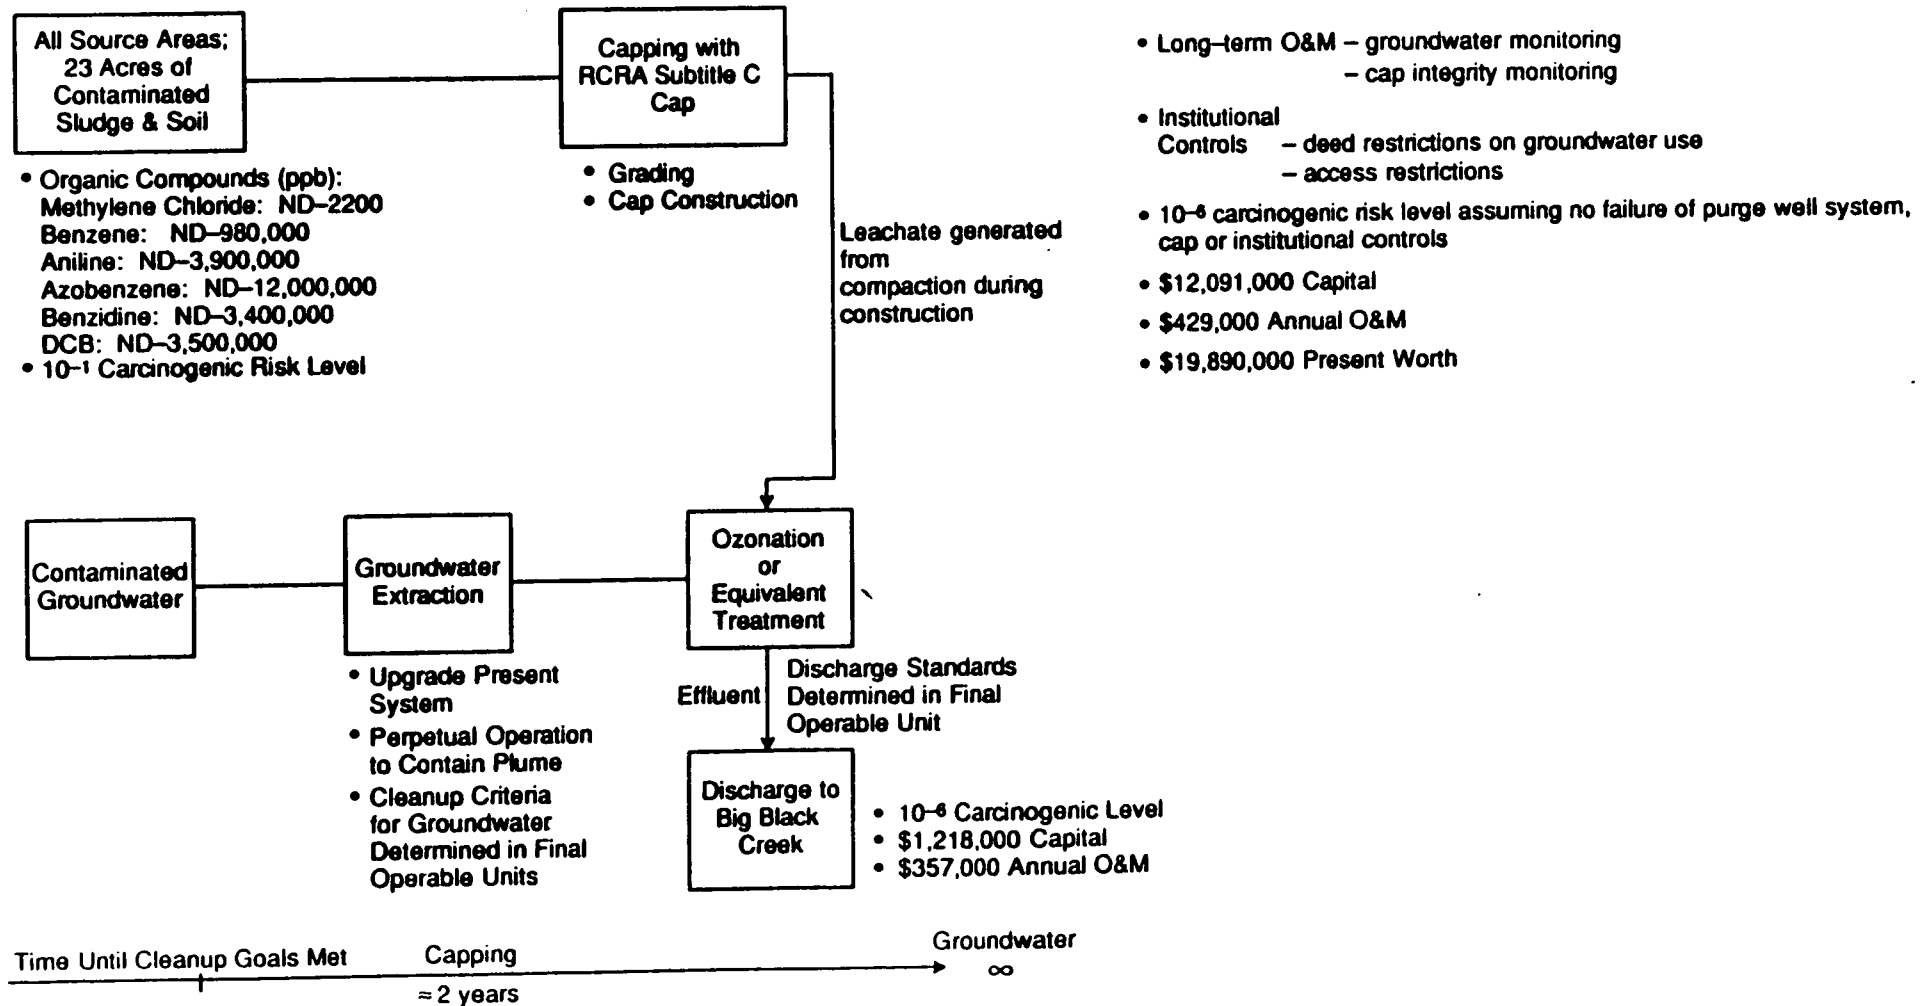 All Source Areas;
23 Acres of
Contaminated
Sludge & Soil
• Organic Compounds (ppb):
Methylene Chloride: ND–2200
Benzene: ND–980,000
Aniline: ND–3,900,000
Azobenzene: ND–12,000,000
Benzidine: ND–3,400,000
DCB: ND–3,500,000
• 10⁻¹ Carcinogenic Risk Level
Capping with
RCRA Subtitle C
Cap
• Grading
• Cap Construction
Leachate generated
from
compaction during
construction
• Long–term O&M – groundwater monitoring
– cap integrity monitoring
• Institutional
Controls – deed restrictions on groundwater use
– access restrictions
• 10⁻⁶ carcinogenic risk level assuming no failure of purge well system,
cap or institutional controls
• $12,091,000 Capital
• $429,000 Annual O&M
• $19,890,000 Present Worth
Contaminated
Groundwater
Groundwater
Extraction
• Upgrade Present
System
• Perpetual Operation
to Contain Plume
• Cleanup Criteria
for Groundwater
Determined in Final
Operable Units
Ozonation
or
Equivalent
Treatment
Effluent
Discharge Standards
Determined in Final
Operable Unit
Discharge to
Big Black
Creek
• 10⁻⁶ Carcinogenic Level
• $1,218,000 Capital
• $357,000 Annual O&M
Time Until Cleanup Goals Met
Capping
≈ 2 years
Groundwater
∞